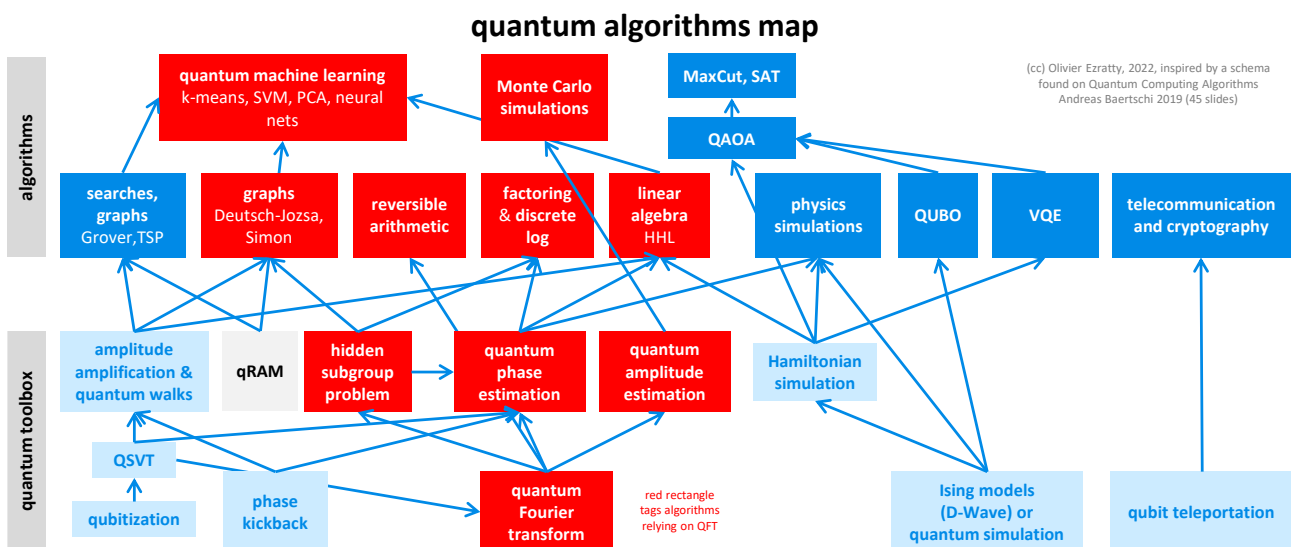 quantum algorithms map
algorithms
quantum machine learning
k-means, SVM, PCA, neural
nets
Monte Carlo
simulations
MaxCut, SAT
(cc) Olivier Ezratty, 2022, inspired by a schema
found on Quantum Computing Algorithms
Andreas Baertschi 2019 (45 slides)
QAOA
searches,
graphs
Grover,TSP
graphs
Deutsch-Jozsa,
Simon
reversible
arithmetic
factoring
& discrete
log
linear
algebra
HHL
physics
simulations
QUBO
VQE
telecommunication
and cryptography
quantum toolbox
amplitude
amplification &
quantum walks
qRAM
hidden
subgroup
problem
quantum
phase
estimation
quantum
amplitude
estimation
Hamiltonian
simulation
QSVT
qubitization
phase
kickback
quantum
Fourier
transform
red rectangle
tags algorithms
relying on QFT
Ising models
(D-Wave) or
quantum simulation
qubit teleportation